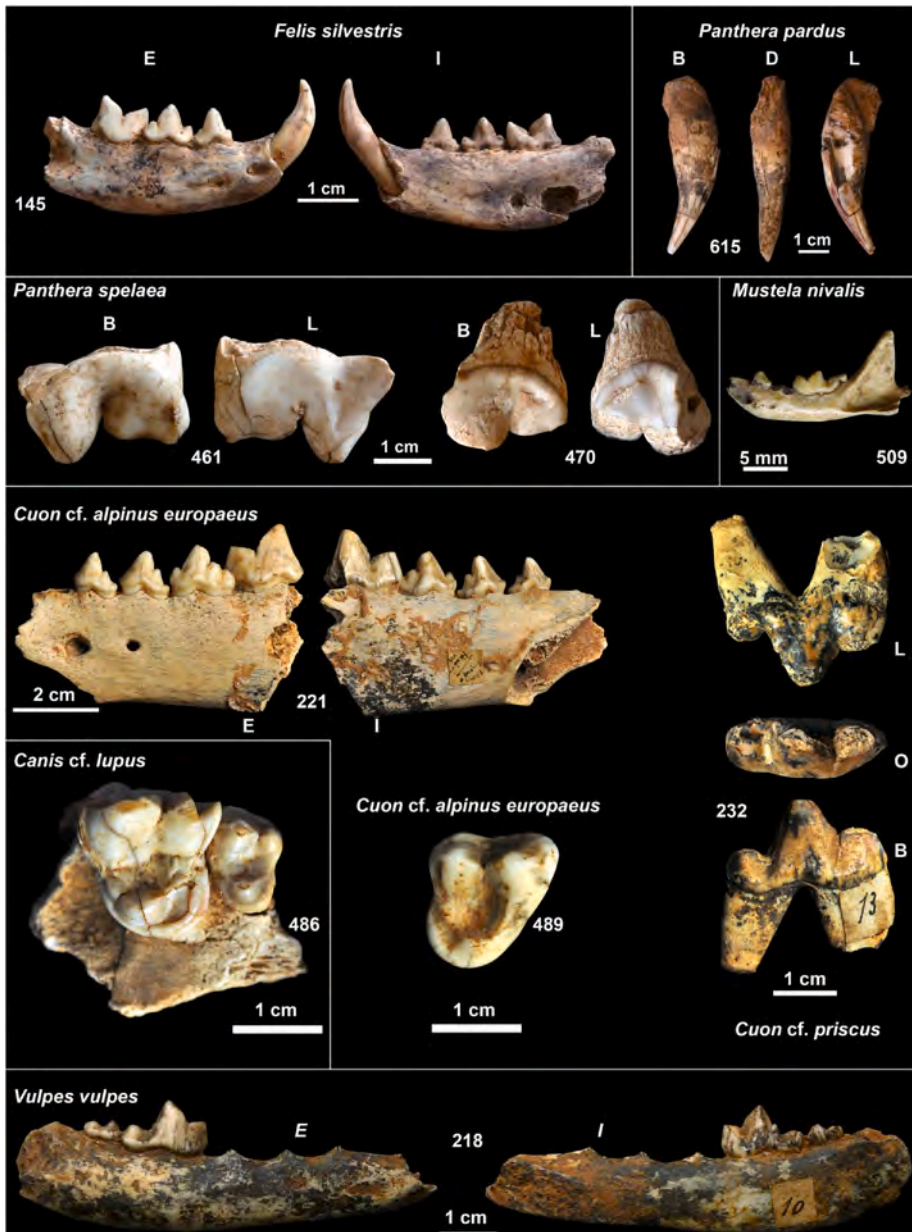 Felis silvestris
E I
1 cm
145
Panthera pardus
B D L
615
1 cm
Panthera spelaea
B L
461
1 cm
B L
470
Mustela nivalis
5 mm
509
Cuon cf. alpinus europaeus
2 cm
221
E I
L
O
232
B
13
1 cm
Cuon cf. priscus
Canis cf. lupus
486
1 cm
Cuon cf. alpinus europaeus
489
1 cm
Vulpes vulpes
E
218
I
10
1 cm